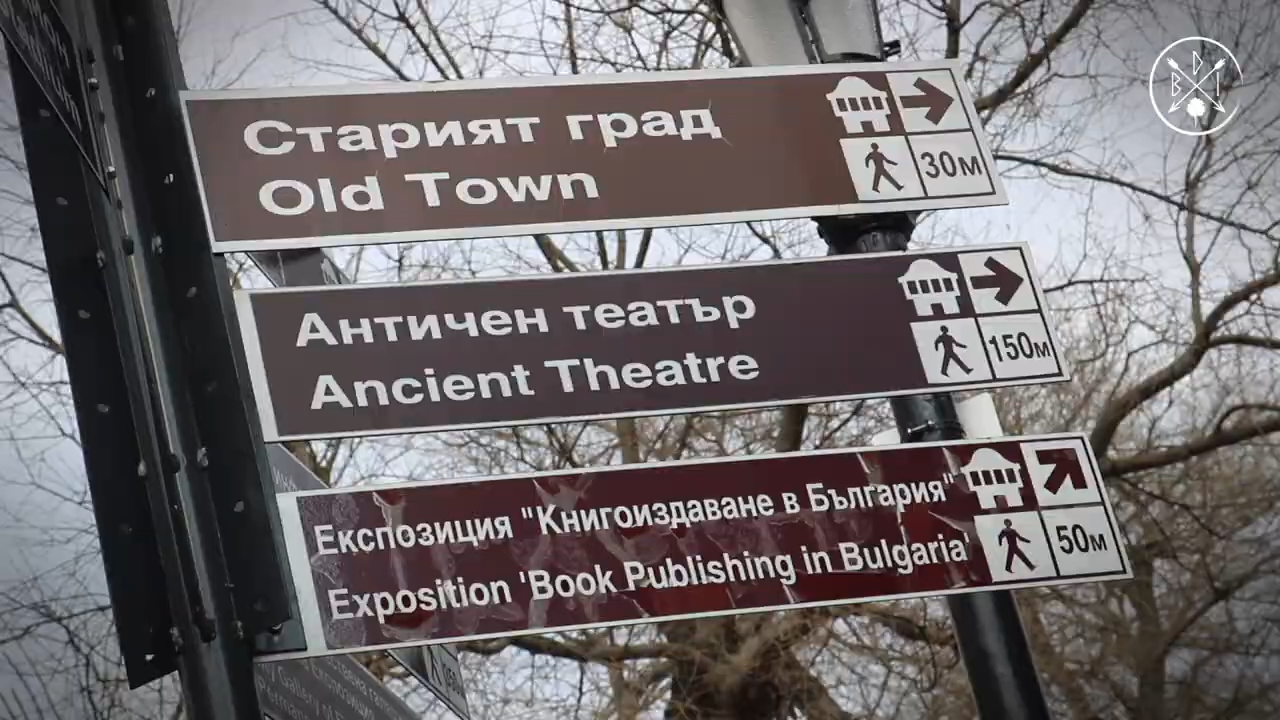 Старият град
Old Town
30м
Античен театър
Ancient Theatre
150м
Експозиция "Книгоиздаване в България"
Exposition 'Book Publishing in Bulgaria'
50м
B D I